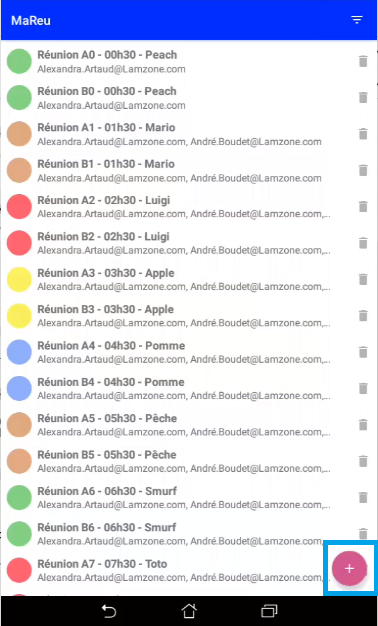 MaReu
Réunion A0 - 00h30 - Peach
Alexandra.Artaud@Lamzone.com
Réunion B0 - 00h30 - Peach
Alexandra.Artaud@Lamzone.com
Réunion A1 - 01h30 - Mario
Alexandra.Artaud@Lamzone.com, André.Boudet@Lamzone.com
Réunion B1 - 01h30 - Mario
Alexandra.Artaud@Lamzone.com, André.Boudet@Lamzone.com
Réunion A2 - 02h30 - Luigi
Alexandra.Artaud@Lamzone.com, André.Boudet@Lamzone.com,...
Réunion B2 - 02h30 - Luigi
Alexandra.Artaud@Lamzone.com, André.Boudet@Lamzone.com,...
Réunion A3 - 03h30 - Apple
Alexandra.Artaud@Lamzone.com, André.Boudet@Lamzone.com,...
Réunion B3 - 03h30 - Apple
Alexandra.Artaud@Lamzone.com, André.Boudet@Lamzone.com,...
Réunion A4 - 04h30 - Pomme
Alexandra.Artaud@Lamzone.com, André.Boudet@Lamzone.com,...
Réunion B4 - 04h30 - Pomme
Alexandra.Artaud@Lamzone.com, André.Boudet@Lamzone.com,...
Réunion A5 - 05h30 - Pêche
Alexandra.Artaud@Lamzone.com, André.Boudet@Lamzone.com,...
Réunion B5 - 05h30 - Pêche
Alexandra.Artaud@Lamzone.com, André.Boudet@Lamzone.com,...
Réunion A6 - 06h30 - Smurf
Alexandra.Artaud@Lamzone.com, André.Boudet@Lamzone.com,...
Réunion B6 - 06h30 - Smurf
Alexandra.Artaud@Lamzone.com, André.Boudet@Lamzone.com,...
Réunion A7 - 07h30 - Toto
Alexandra.Artaud@Lamzone.com, André.Boudet@Lamzone.com,...